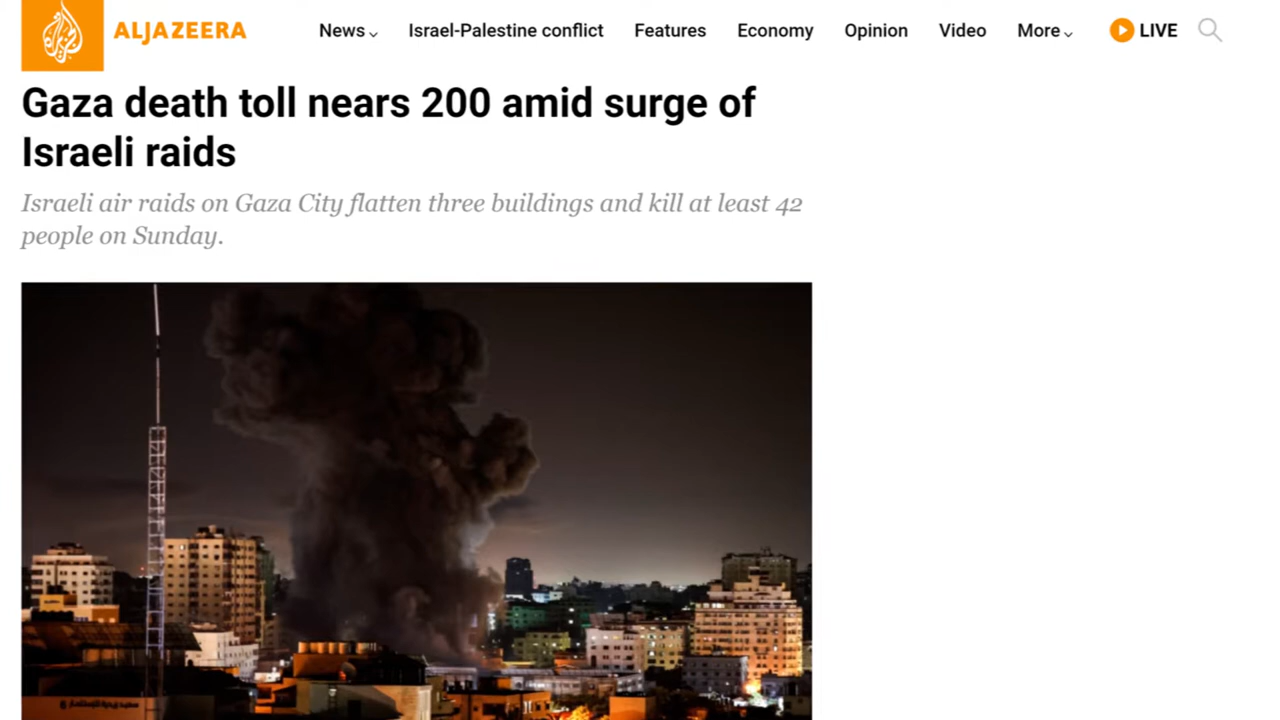 ALJAZEERA
News
Israel-Palestine conflict
Features
Economy
Opinion
Video
More
LIVE
Gaza death toll nears 200 amid surge of
Israeli raids
Israeli air raids on Gaza City flatten three buildings and kill at least 42
people on Sunday.